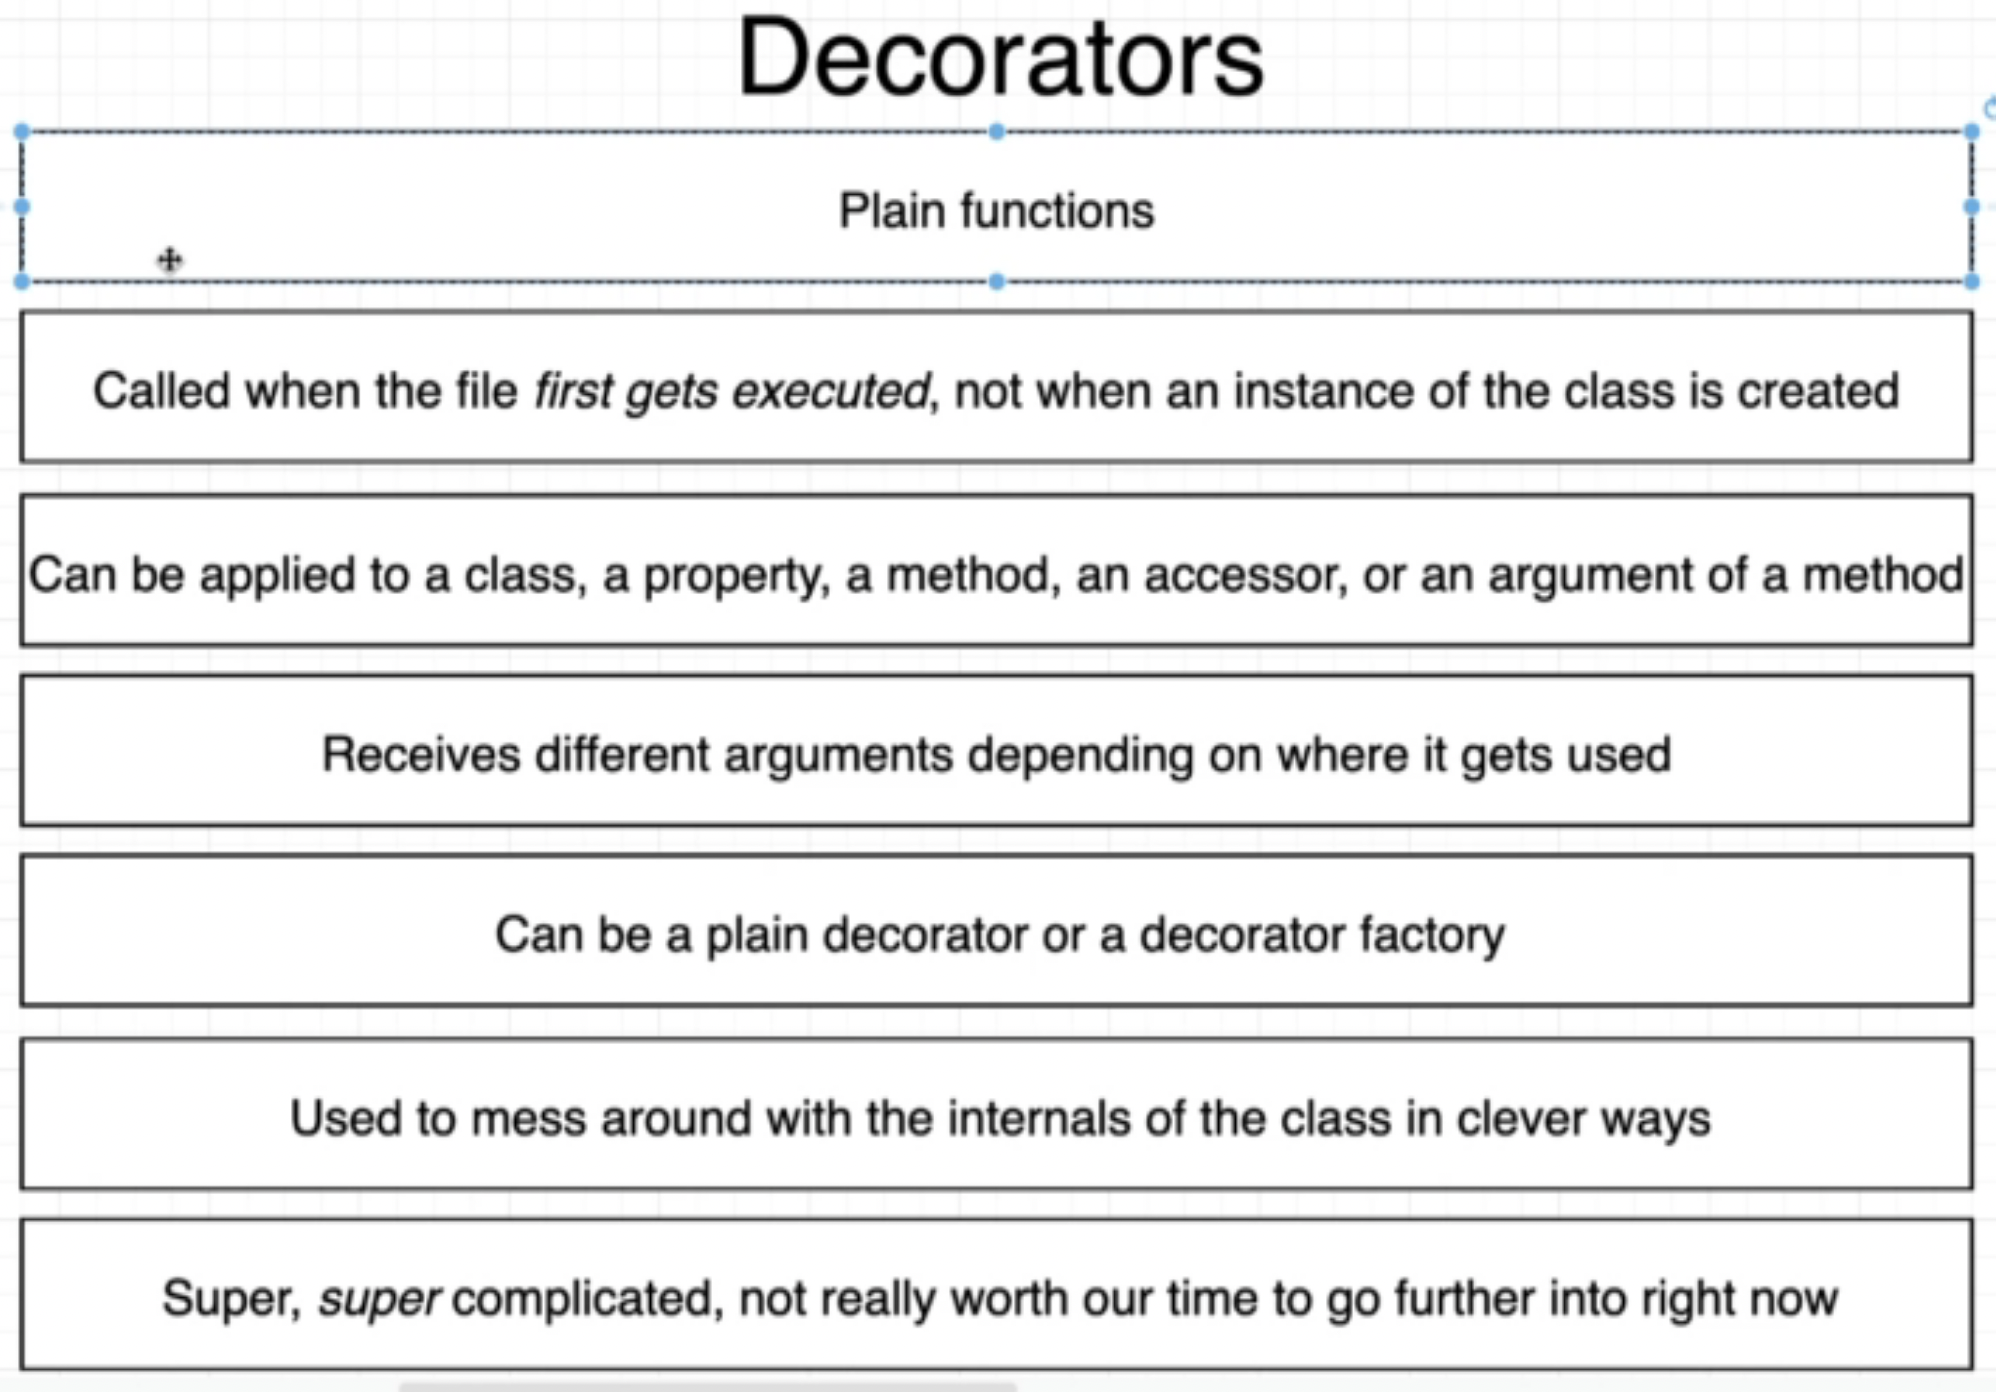 Decorators
Plain functions
Called when the file first gets executed, not when an instance of the class is created
Can be applied to a class, a property, a method, an accessor, or an argument of a method
Receives different arguments depending on where it gets used
Can be a plain decorator or a decorator factory
Used to mess around with the internals of the class in clever ways
Super, super complicated, not really worth our time to go further into right now